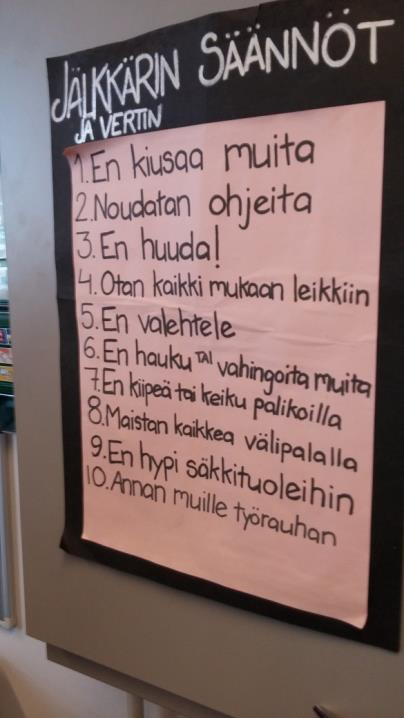 JÄLKKÄRIN SÄÄNNÖT
JA VERTIN
1. En kiusaa muita
2. Noudatan ohjeita
3. En huuda!
4. Otan kaikki mukaan leikkiin
5. En valehtele
6. En hauku TAI vahingoita muita
7. En kiipeä tai keiku palikoilla
8. Maistan kaikkea välipalalla
9. En hypi säkkituoleihin
10. Annan muille työrauhan